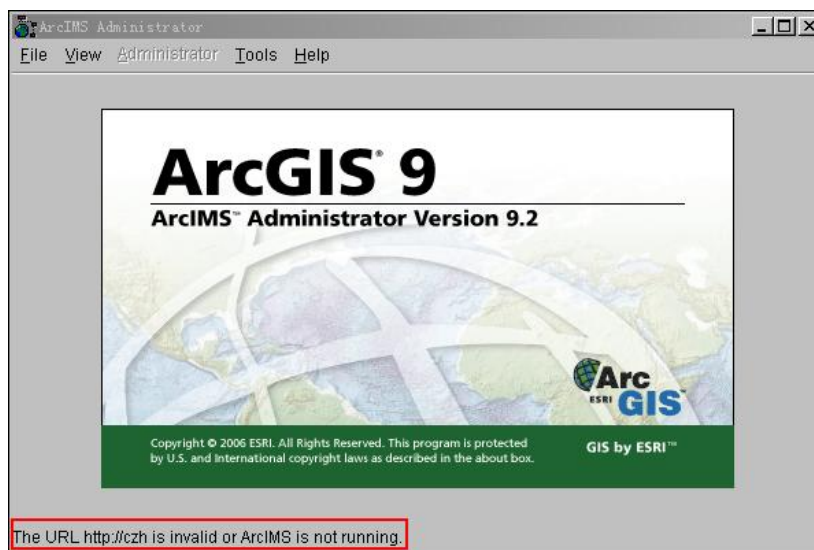 ArcIMS Administrator
File View Administrator Tools Help
ArcGIS® 9
ArcIMS™ Administrator Version 9.2
Arc
ESRI GIS™
Copyright © 2006 ESRI. All Rights Reserved. This program is protected
by U.S. and International copyright laws as described in the about box.
GIS by ESRI™
The URL http://czh is invalid or ArcIMS is not running.